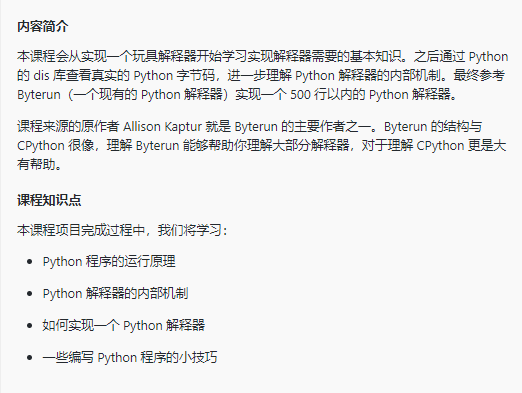 内容简介
本课程会从实现一个玩具解释器开始学习实现解释器需要的基本知识。之后通过 Python
的 dis 库查看真实的 Python 字节码，进一步理解 Python 解释器的内部机制。最终参考
Byterun（一个现有的 Python 解释器）实现一个 500 行以内的 Python 解释器。
课程来源的原作者 Allison Kaptur 就是 Byterun 的主要作者之一。Byterun 的结构与
CPython 很像，理解 Byterun 能够帮助你理解大部分解释器，对于理解 CPython 更是大
有帮助。
课程知识点
本课程项目完成过程中，我们将学习：
• Python 程序的运行原理
• Python 解释器的内部机制
• 如何实现一个 Python 解释器
• 一些编写 Python 程序的小技巧